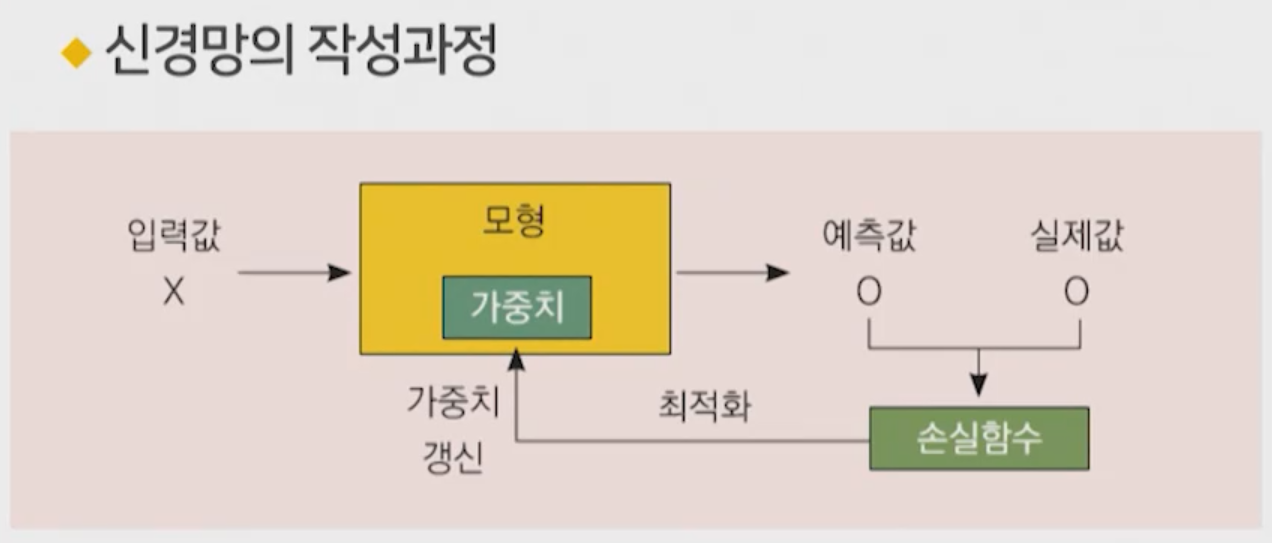 신경망의 작성과정
입력값
X
모형
가중치
예측값
O
실제값
O
가중치
갱신
최적화
손실함수